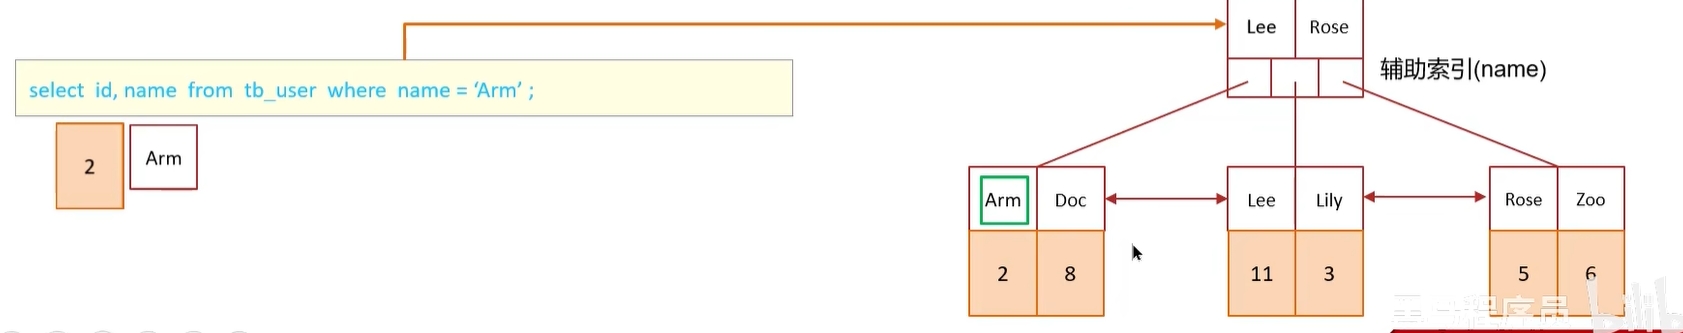 Lee Rose
辅助索引(name)
select id, name from tb_user where name = ‘Arm’ ;
2 Arm
Arm Doc Lee Lily Rose Zoo
2 8 11 3 5 6